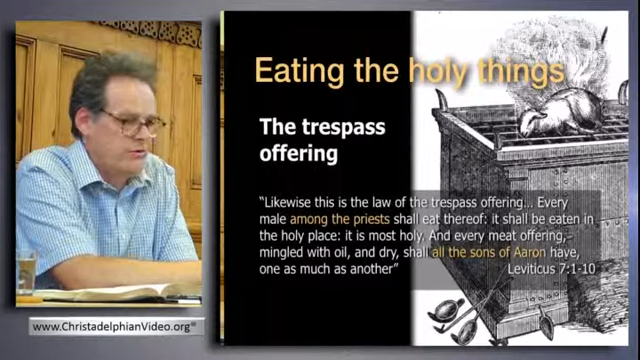 Eating the holy things
The trespass
offering
“Likewise this is the law of the trespass offering... Every
male among the priests shall eat thereof: it shall be eaten in
the holy place: it is most holy. And every meat offering,
mingled with oil, and dry, shall all the sons of Aaron have,
one as much as another” Leviticus 7:1-10
www.ChristadelphianVideo.org®